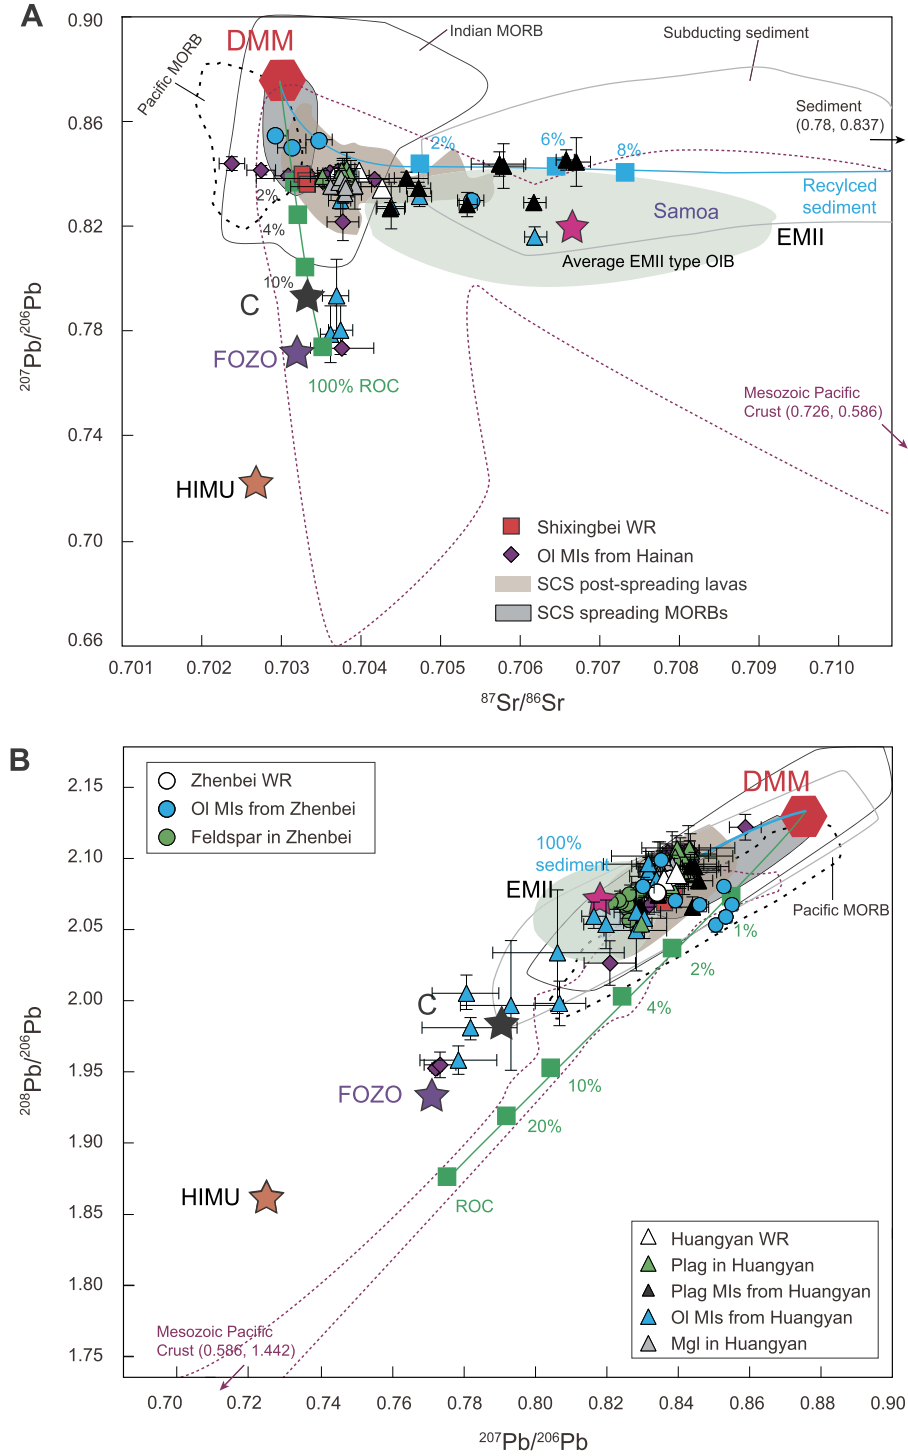 A
0.90
0.86
0.82
0.78
0.74
0.70
0.66
207Pb/206Pb
DMM
Pacific MORB
Indian MORB
Subducting sediment
Sediment
(0.78, 0.837)
2%
6%
8%
Recylced
sediment
Samoa
EMII
Average EMII type OIB
2%
4%
10%
C
FOZO
100% ROC
Mesozoic Pacific
Crust (0.726, 0.586)
HIMU
Shixingbei WR
Ol MIs from Hainan
SCS post-spreading lavas
SCS spreading MORBs
0.701
0.702
0.703
0.704
0.705
0.706
0.707
0.708
0.709
0.710
87Sr/86Sr
B
2.15
2.10
2.05
2.00
1.95
1.90
1.85
1.80
1.75
208Pb/206Pb
Zhenbei WR
Ol MIs from Zhenbei
Feldspar in Zhenbei
DMM
100%
sediment
EMII
Pacific MORB
1%
2%
4%
10%
20%
ROC
C
FOZO
HIMU
Mesozoic Pacific
Crust (0.586, 1.442)
Huangyan WR
Plag in Huangyan
Plag MIs from Huangyan
Ol MIs from Huangyan
Mgl in Huangyan
0.70
0.72
0.74
0.76
0.78
0.80
0.82
0.84
0.86
0.88
0.90
207Pb/206Pb